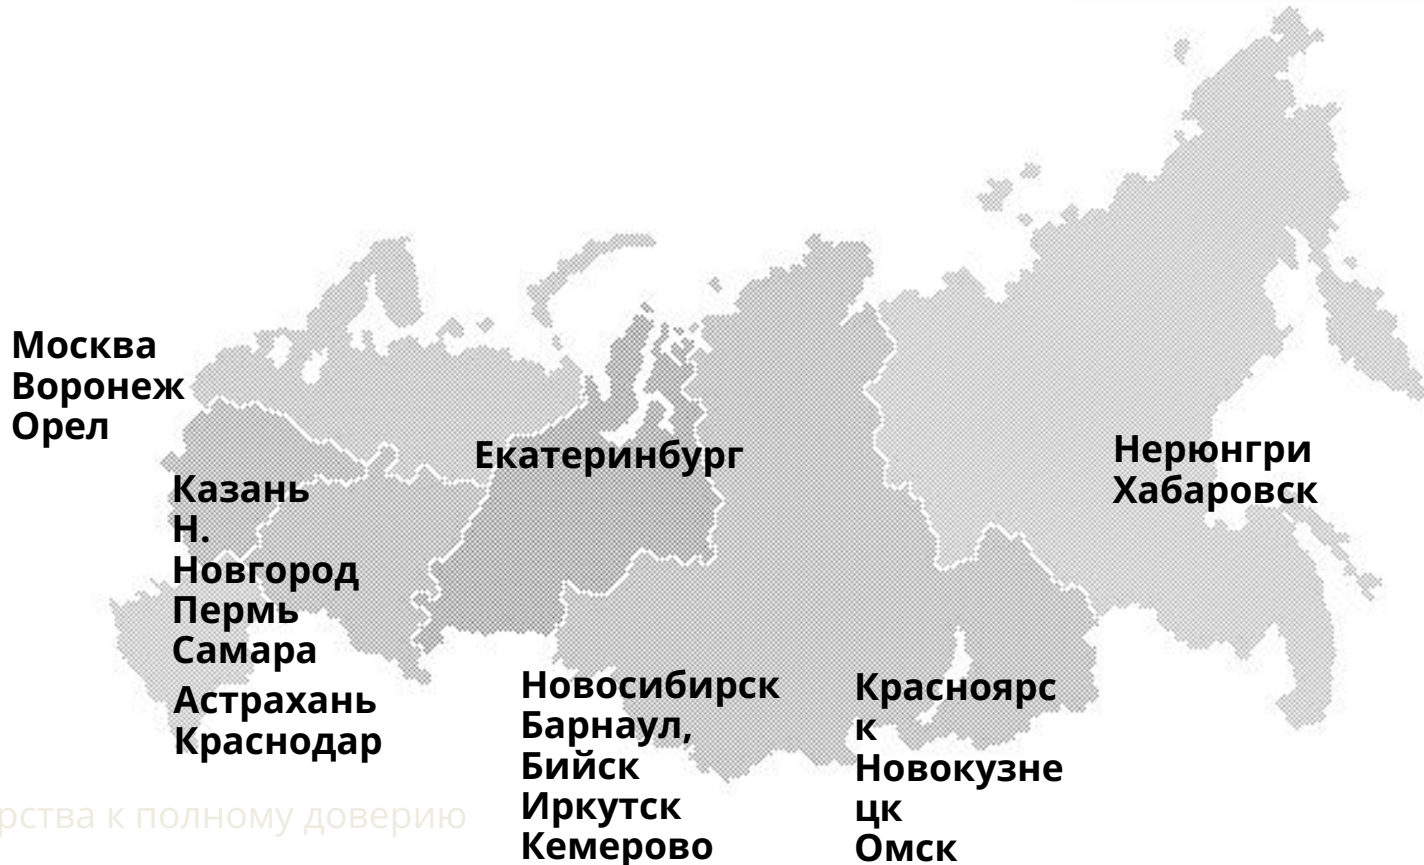 Москва
Воронеж
Орел
Екатеринбург
Нерюнгри
Хабаровск
Казань
Н.
Новгород
Пермь
Самара
Астрахань
Краснодар
Новосибирск
Барнаул,
Бийск
Иркутск
Кемерово
Краснояpс
к
Новокузне
цк
Омск
рства к полному доверию